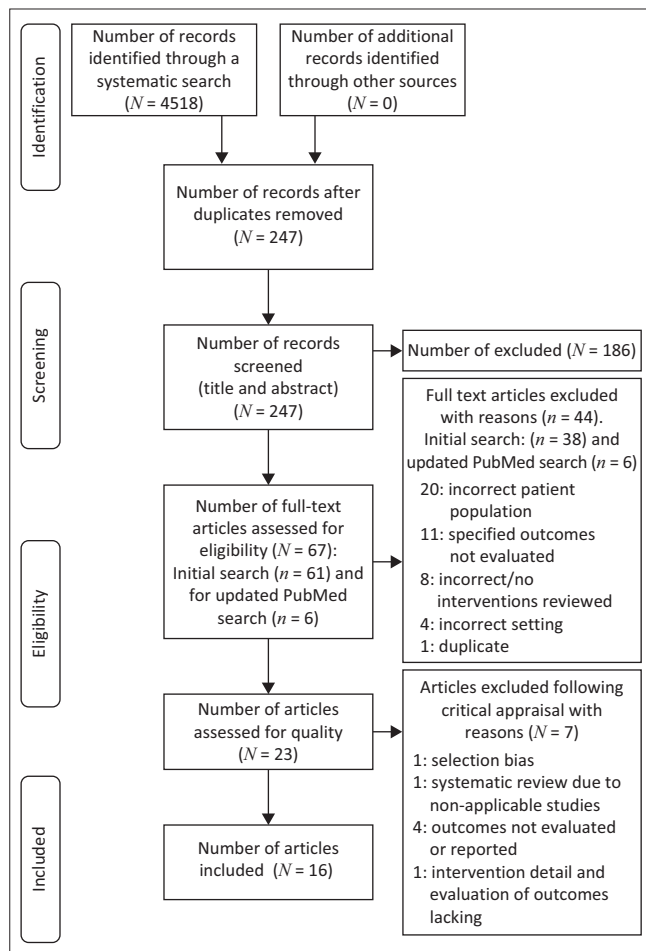 Identification
Number of records
identified through a
systematic search
(N = 4518)
Number of additional
records identified
through other sources
(N = 0)
Number of records after
duplicates removed
(N = 247)
Screening
Number of records
screened
(title and abstract)
(N = 247)
Number of excluded (N = 186)
Eligibility
Number of full-text
articles assessed for
eligibility (N = 67):
Initial search (n = 61) and
for updated PubMed
search (n = 6)
Full text articles excluded
with reasons (n = 44).
Initial search: (n = 38) and
updated PubMed search (n = 6)
20: incorrect patient
population
11: specified outcomes
not evaluated
8: incorrect/no
interventions reviewed
4: incorrect setting
1: duplicate
Number of articles
assessed for quality
(N = 23)
Articles excluded following
critical appraisal with
reasons (N = 7)
1: selection bias
1: systematic review due to
non-applicable studies
4: outcomes not evaluated
or reported
1: intervention detail and
evaluation of outcomes
lacking
Included
Number of articles
included (N = 16)